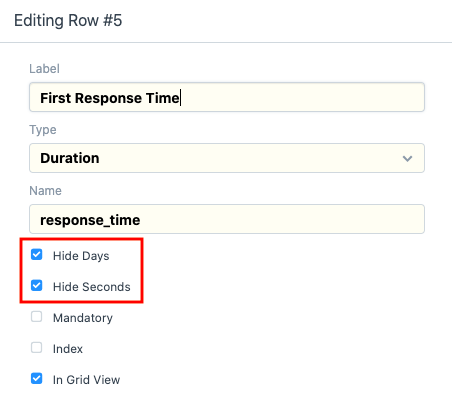 Editing Row #5
Label
First Response Time
Type
Duration
Name
response_time
Hide Days
Hide Seconds
Mandatory
Index
In Grid View